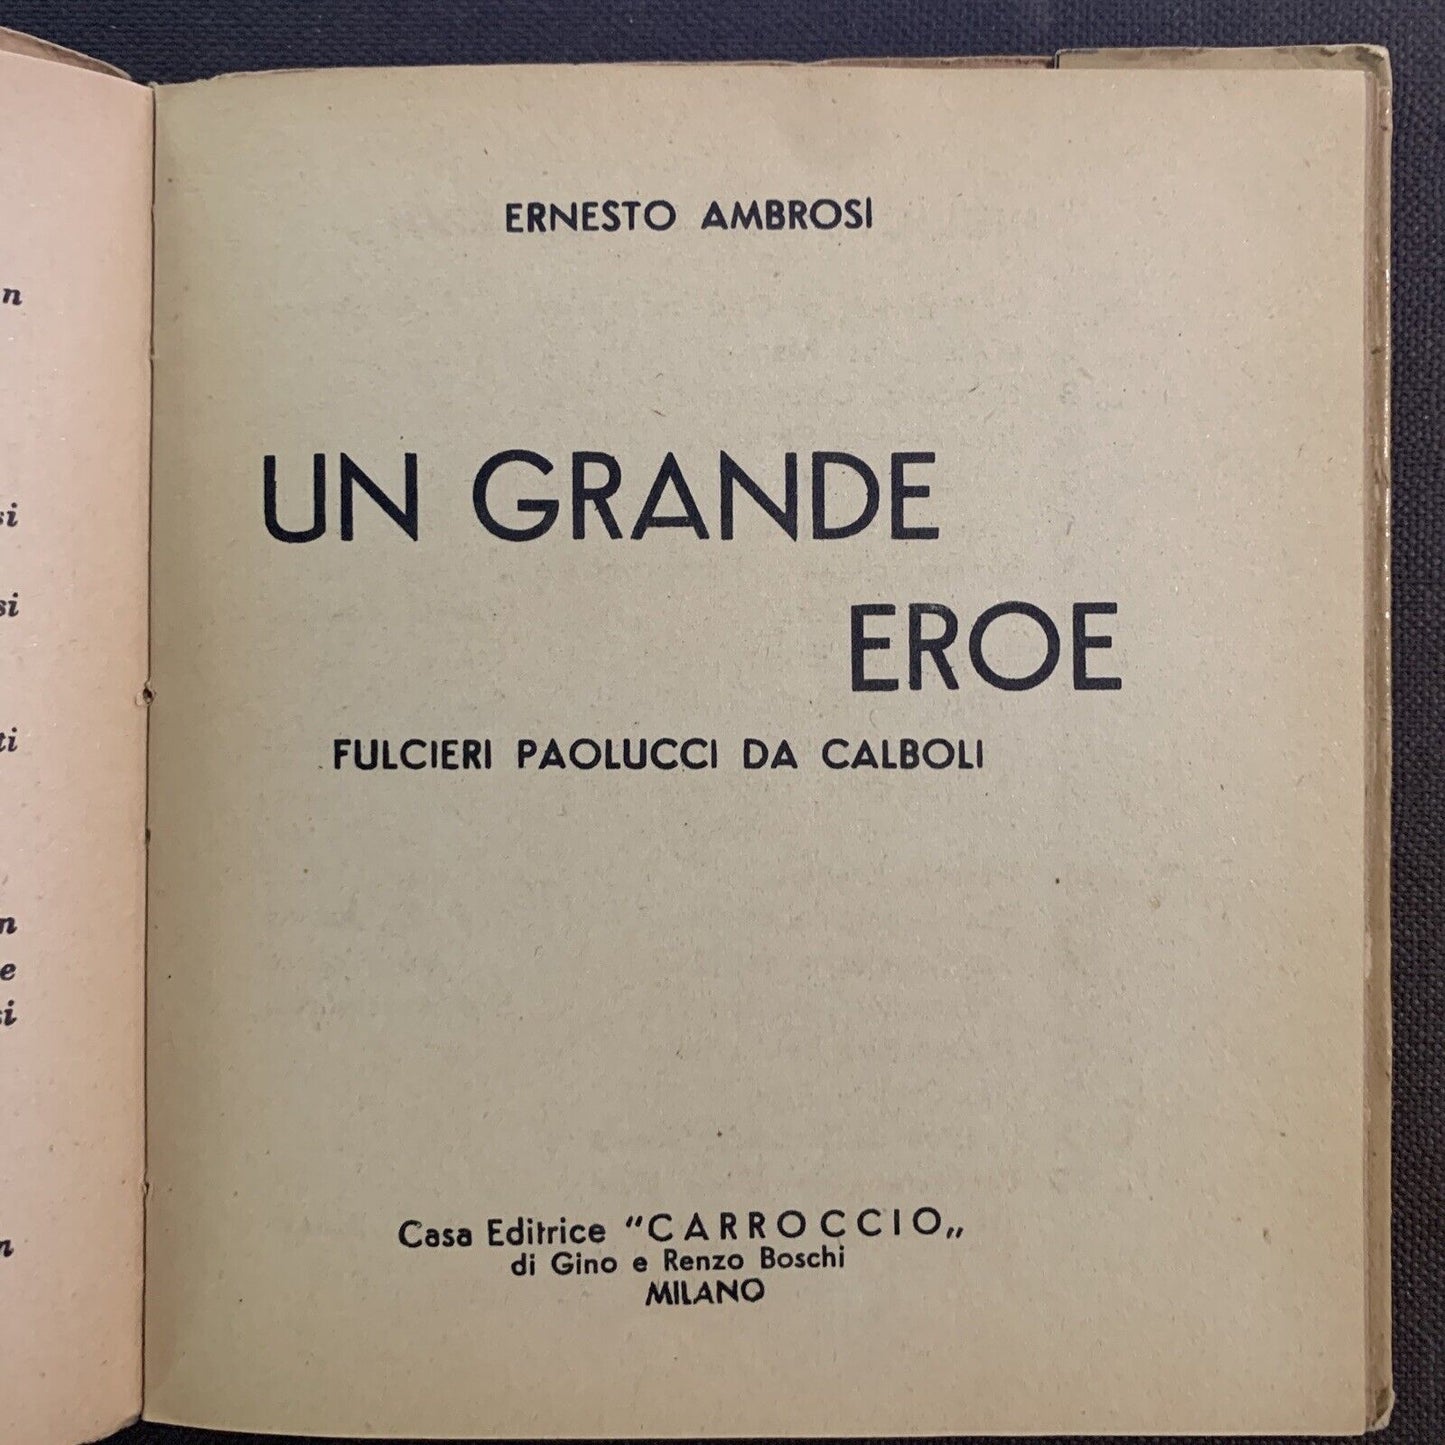 ERNESTO AMBROSI
UN GRANDE
EROE
FULCIERI PAOLUCCI DA CALBOLI
Casa Editrice "CARROCCIO„
di Gino e Renzo Boschi
MILANO